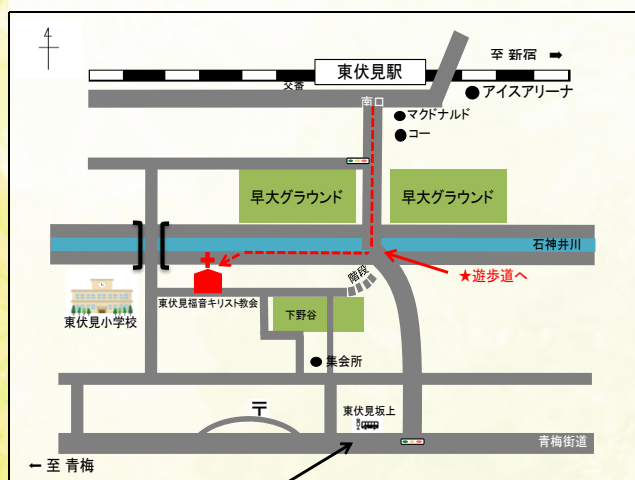 4
至 新宿 ➡
東伏見駅
交番
アイスアリーナ
南口
マクドナルド
コー
早大グラウンド
早大グラウンド
石神井川
階段
★遊歩道へ
東伏見福音キリスト教会
下野谷
東伏見小学校
集会所
〒
東伏見坂上
青梅街道
← 至 青梅